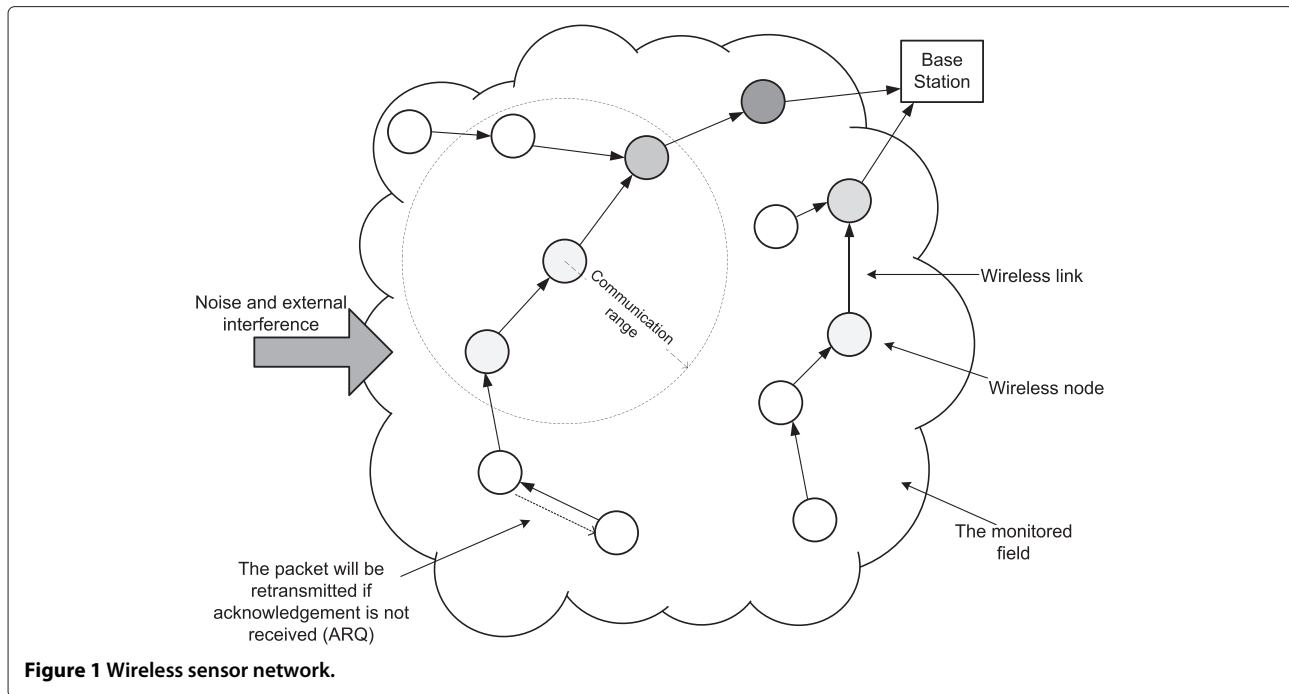 Base
Station
Communication
range
Wireless link
Noise and external
interference
Wireless node
The monitored
field
The packet will be
retransmitted if
acknowledgement is not
received (ARQ)
Figure 1 Wireless sensor network.